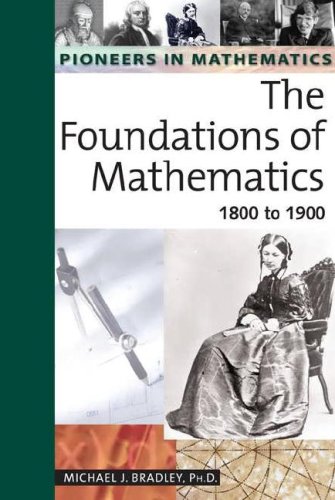 PIONEERS IN MATHEMATICS
The
Foundations of
Mathematics
1800 to 1900
MICHAEL J. BRADLEY, PH.D.